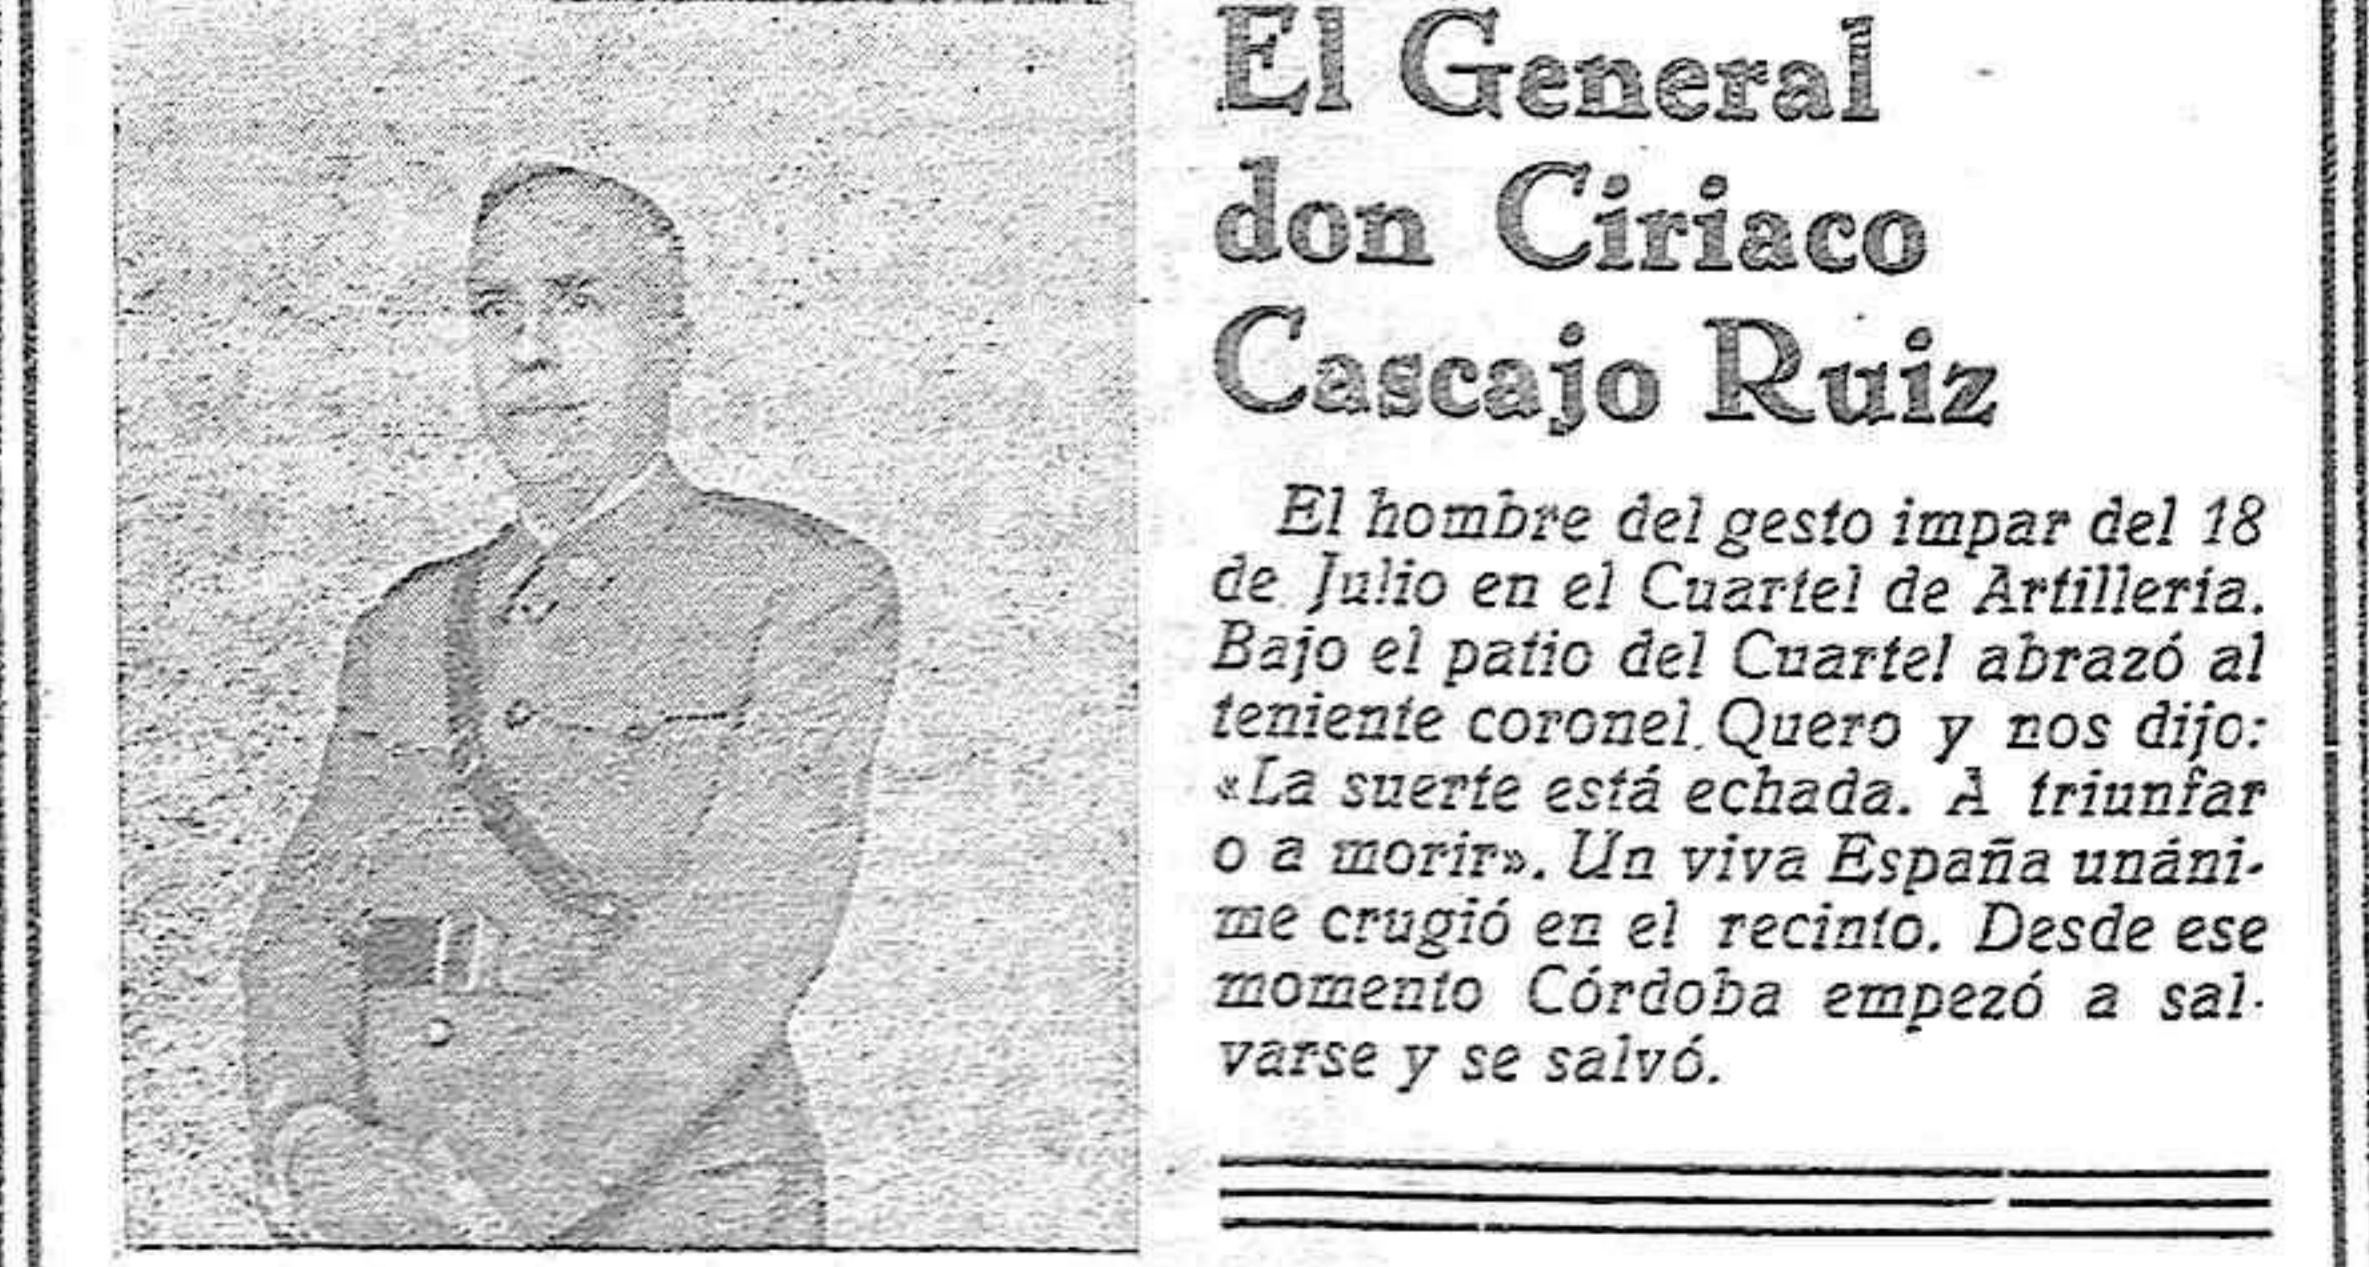 El General
don Ciriaco
Cascajo Ruiz
El hombre del gesto impar del 18
de Julio en el Cuartel de Artillería.
Bajo el patio del Cuartel abrazó al
teniente coronel Quero y nos dijo:
«La suerte está echada. A triunfar
o a morir». Un viva España unáni-
me crugió en el recinto. Desde ese
momento Córdoba empezó a sal-
varse y se salvó.